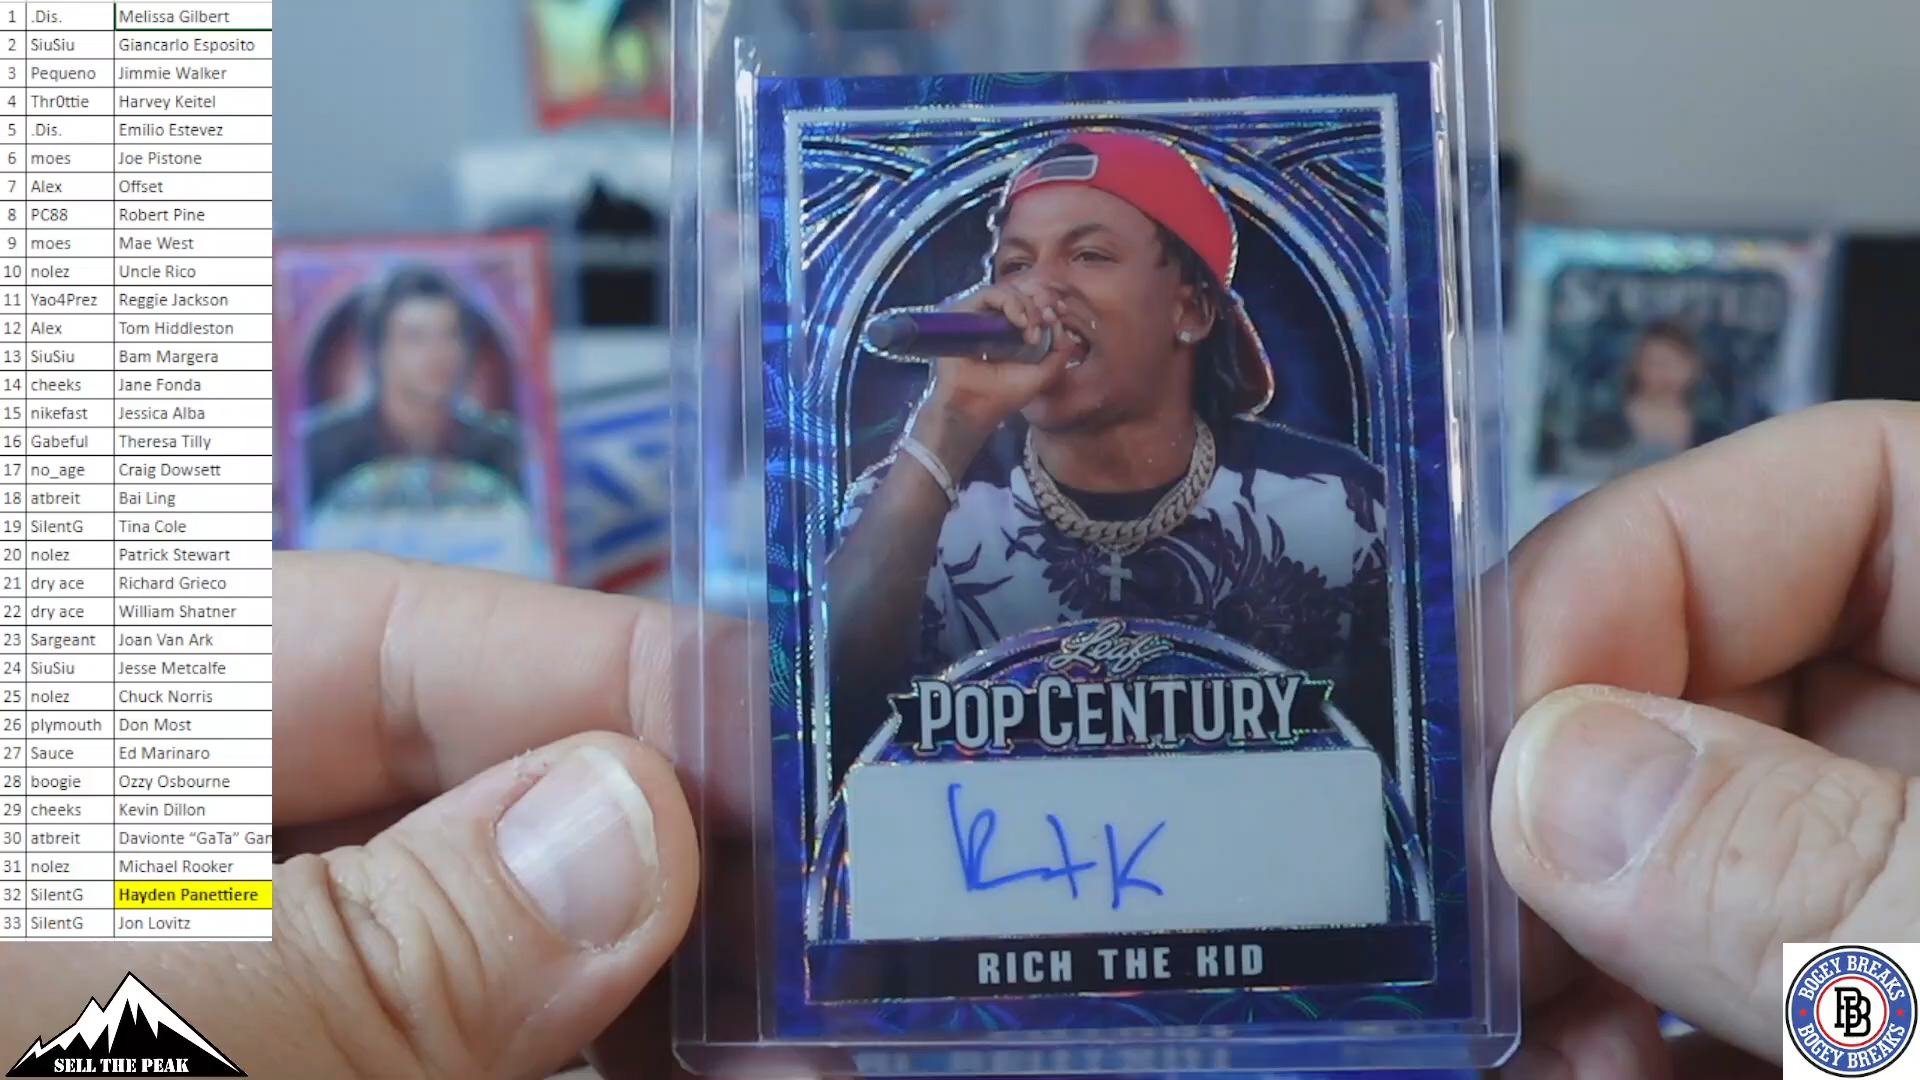 1 .Dis. Melissa Gilbert
2 SiuSiu Giancarlo Esposito
3 Pequeno Jimmie Walker
4 Thr0ttie Harvey Keitel
5 .Dis. Emilio Estevez
6 moes Joe Pistone
7 Alex Offset
8 PC88 Robert Pine
9 moes Mae West
10 nolez Uncle Rico
11 Yao4Prez Reggie Jackson
12 Alex Tom Hiddleston
13 SiuSiu Bam Margera
14 cheeks Jane Fonda
15 nikefast Jessica Alba
16 Gabeful Theresa Tilly
17 no_age Craig Dowsett
18 atbreit Bai Ling
19 SilentG Tina Cole
20 nolez Patrick Stewart
21 dry ace Richard Grieco
22 dry ace William Shatner
23 Sargeant Joan Van Ark
24 SiuSiu Jesse Metcalfe
25 nolez Chuck Norris
26 plymouth Don Most
27 Sauce Ed Marinaro
28 boogie Ozzy Osbourne
29 cheeks Kevin Dillon
30 atbreit Davionte “GaTa” Gan
31 nolez Michael Rooker
32 SilentG Hayden Panettiere
33 SilentG Jon Lovitz
SELL THE PEAK
Leaf
POP CENTURY
RTK
RICH THE KID
SCRIPTED
BOGEY BREAKS
BB
BOGEY BREAKS